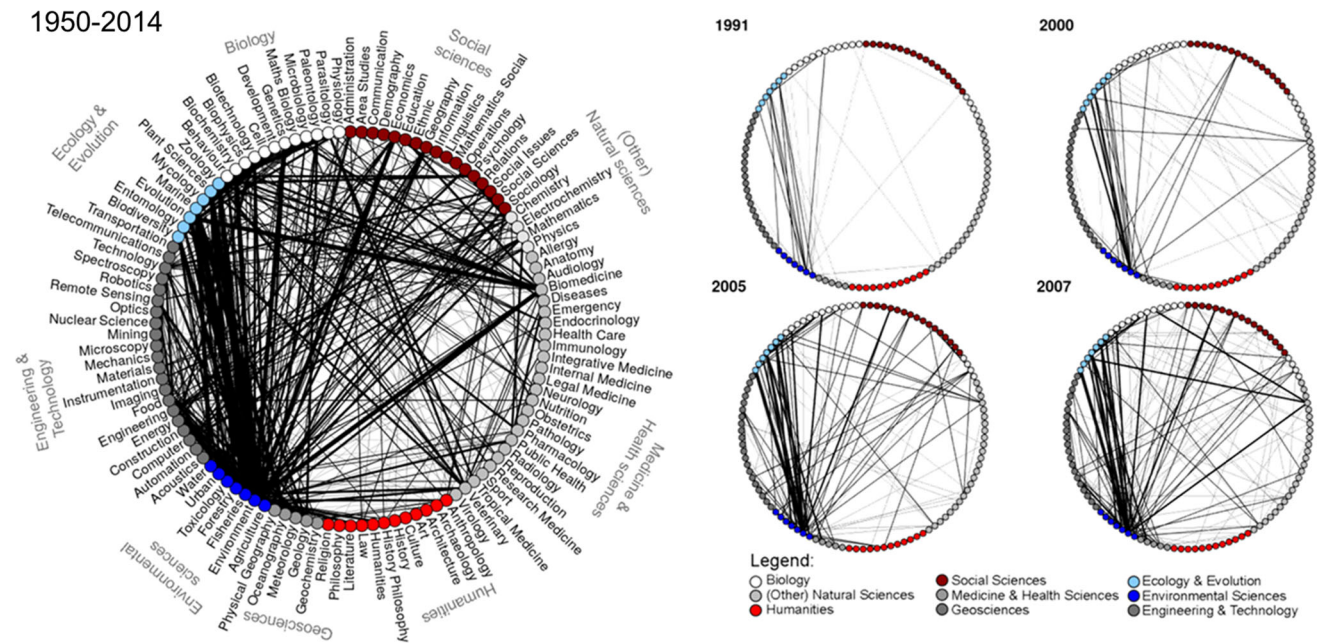 1950-2014
Biology
Social
sciences
(Other)
Natural sciences
Medicine &
Health sciences
Humanities
Geosciences
Environmental
sciences
Engineering &
Technology
Ecology &
Evolution
Administration
Area Studies
Communication
Demography
Economics
Education
Ethnic
Geography
Information
Linguistics
Mathematics Social
Operations
Psychology
Relations
Social Issues
Social Sciences
Sociology
Chemistry
Electrochemistry
Mathematics
Physics
Allergy
Anatomy
Audiology
Biomedicine
Diseases
Emergency
Endocrinology
Health Care
Immunology
Integrative Medicine
Internal Medicine
Legal Medicine
Neurology
Nutrition
Obstetrics
Pathology
Pharmacology
Public Health
Radiology
Reproduction
Research Medicine
Sport
Tropical Medicine
Veterinary
Virology
Anthropology
Archaeology
Architecture
Art
Culture
History
History Philosophy
Humanities
Law
Literature
Philosophy
Religion
Geochemistry
Geology
Meteorology
Oceanography
Physical Geography
Agriculture
Environment
Fisheries
Forestry
Toxicology
Urban
Water
Acoustics
Automation
Computer
Construction
Energy
Engineering
Food
Imaging
Instrumentation
Materials
Mechanics
Microscopy
Mining
Nuclear Science
Optics
Remote Sensing
Robotics
Spectroscopy
Technology
Telecommunications
Transportation
Biodiversity
Entomology
Evolution
Marine
Mycology
Plant Sciences
Zoology
Behaviour
Biochemistry
Biophysics
Biotechnology
Cell
Development
Genetics
Maths Biology
Microbiology
Paleontology
Parasitology
Physiology
1991
2000
2005
2007
Legend:
Biology
(Other) Natural Sciences
Humanities
Social Sciences
Medicine & Health Sciences
Geosciences
Ecology & Evolution
Environmental Sciences
Engineering & Technology